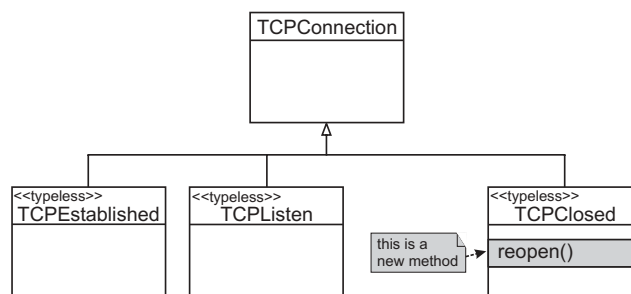 TCPConnection
<<typeless>>
TCPEstablished
<<typeless>>
TCPListen
<<typeless>>
TCPClosed
this is a
new method
reopen()